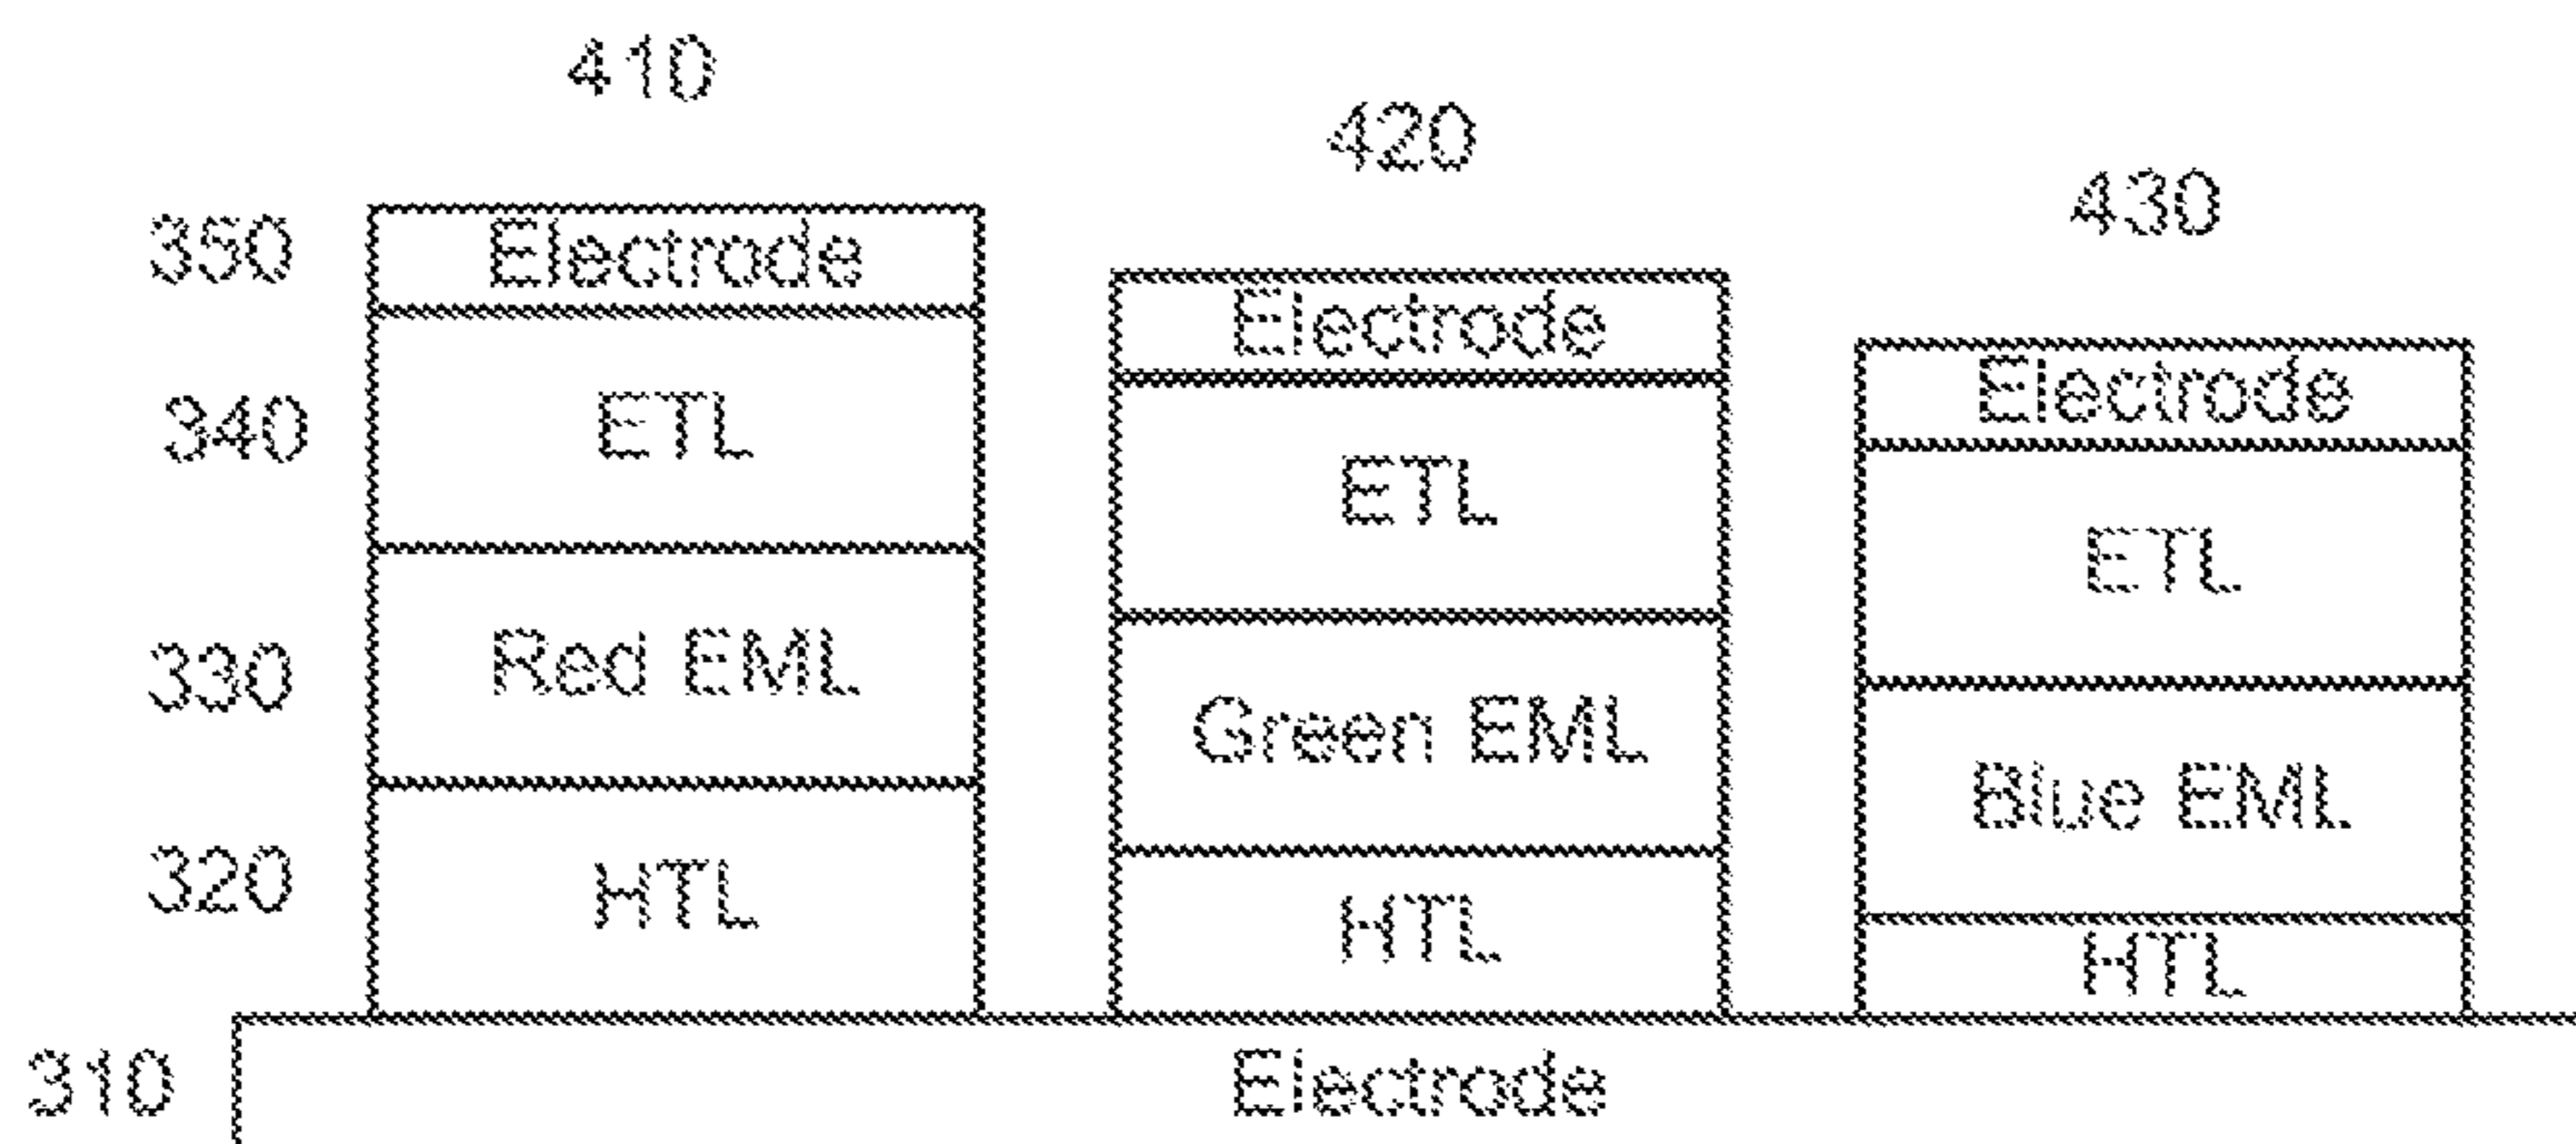 410
420
430
350 Electrode
Electrode
Electrode
340 ETL
ETL
ETL
330 Red EML
Green EML
Blue EML
320 HTL
HTL
HTL
310 Electrode